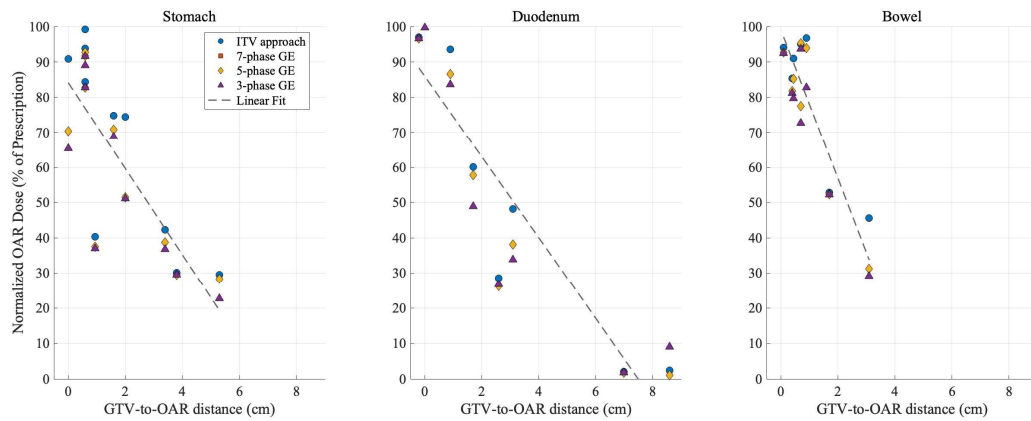 Stomach
Duodenum
Bowel
Normalized OAR Dose (% of Prescription)
100
90
80
70
60
50
40
30
20
10
0
0 2 4 6 8
GTV-to-OAR distance (cm)
ITV approach
7-phase GE
5-phase GE
3-phase GE
Linear Fit
100
90
80
70
60
50
40
30
20
10
0
0 2 4 6 8
GTV-to-OAR distance (cm)
100
90
80
70
60
50
40
30
20
10
0
0 2 4 6 8
GTV-to-OAR distance (cm)